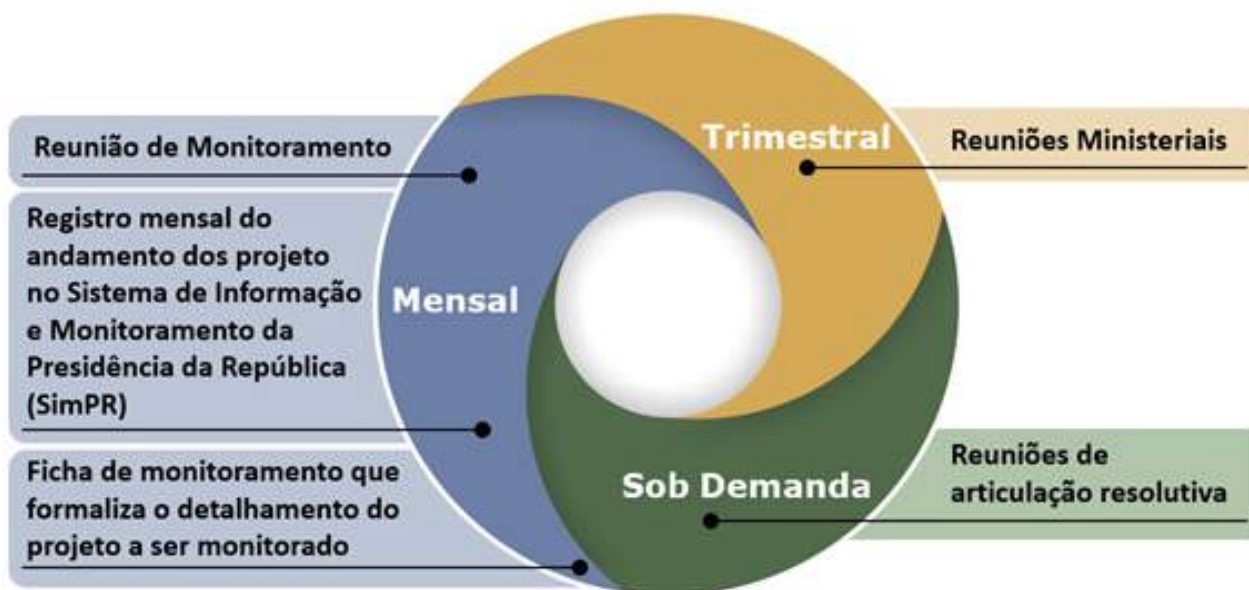 Reunião de Monitoramento
Registro mensal do
andamento dos projeto
no Sistema de Informação
e Monitoramento da
Presidência da República
(SimPR)
Ficha de monitoramento que
formaliza o detalhamento do
projeto a ser monitorado
Mensal
Trimestral
Reuniões Ministeriais
Sob Demanda
Reuniões de
articulação resolutiva